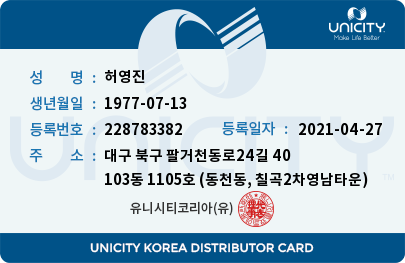 UNICITY
Make Life Better
성 명 : 허영진
생년월일 : 1977-07-13
등록번호 : 228783382 등록일자 : 2021-04-27
주 소 : 대구 북구 팔거천동로24길 40
103동 1105호 (동천동, 칠곡2차영남타운)
유니시티코리아(유)
UNICITY
UNICITY KOREA DISTRIBUTOR CARD